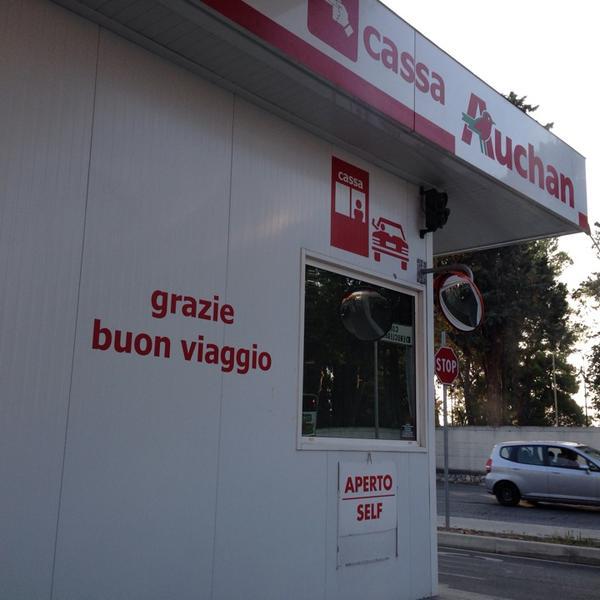 cassa
Auchan
cassa
grazie
buon viaggio
STOP
APERTO
SELF